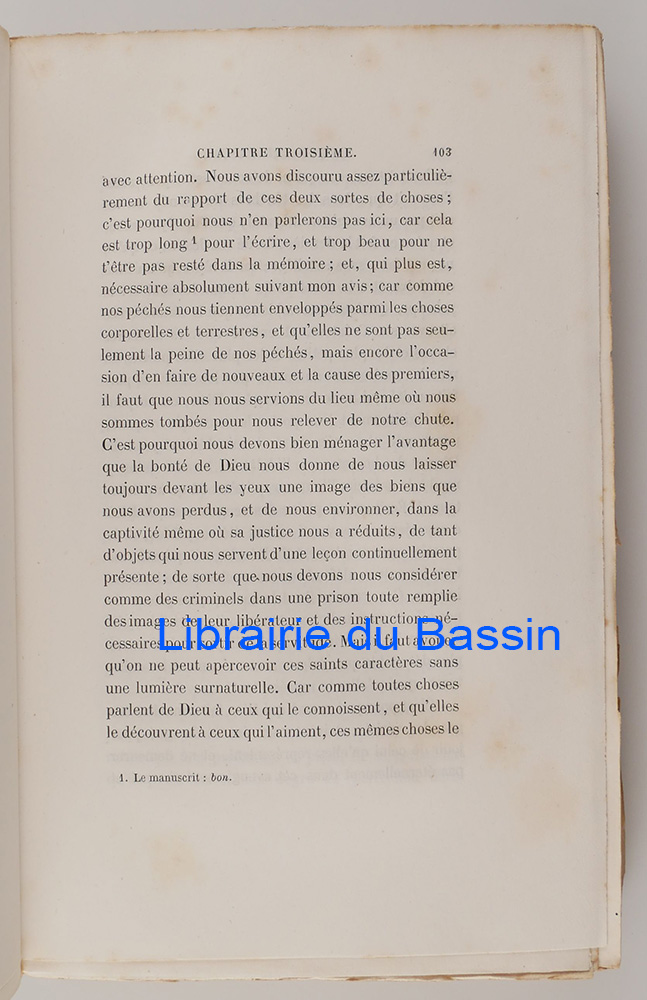 CHAPITRE TROISIÈME. 103
avec attention. Nous avons discouru assez particuliè-
rement du rapport de ces deux sortes de choses;
c'est pourquoi nous n'en parlerons pas ici, car cela
est trop long 1 pour l'écrire, et trop beau pour ne
t'être pas resté dans la mémoire; et, qui plus est,
nécessaire absolument suivant mon avis; car comme
nos péchés nous tiennent enveloppés parmi les choses
corporelles et terrestres, et qu'elles ne sont pas seu-
lement la peine de nos péchés, mais encore l'occa-
sion d'en faire de nouveaux et la cause des premiers,
il faut que nous nous servions du lieu même où nous
sommes tombés pour nous relever de notre chute.
C'est pourquoi nous devons bien ménager l'avantage
que la bonté de Dieu nous donne de nous laisser
toujours devant les yeux une image des biens que
nous avons perdus, et de nous environner, dans la
captivité même où sa justice nous a réduits, de tant
d'objets qui nous servent d'une leçon continuellement
présente; de sorte que nous devons nous considérer
comme des criminels dans une prison toute remplie
des images de leur libérateur et des instructions né-
cessaires pour sortir de la servitude. Mais il faut avouer
Librairie du Bassin
qu'on ne peut apercevoir ces saints caractères sans
une lumière surnaturelle. Car comme toutes choses
parlent de Dieu à ceux qui le connoissent, et qu'elles
le découvrent à ceux qui l'aiment, ces mêmes choses le
1. Le manuscrit : bon.